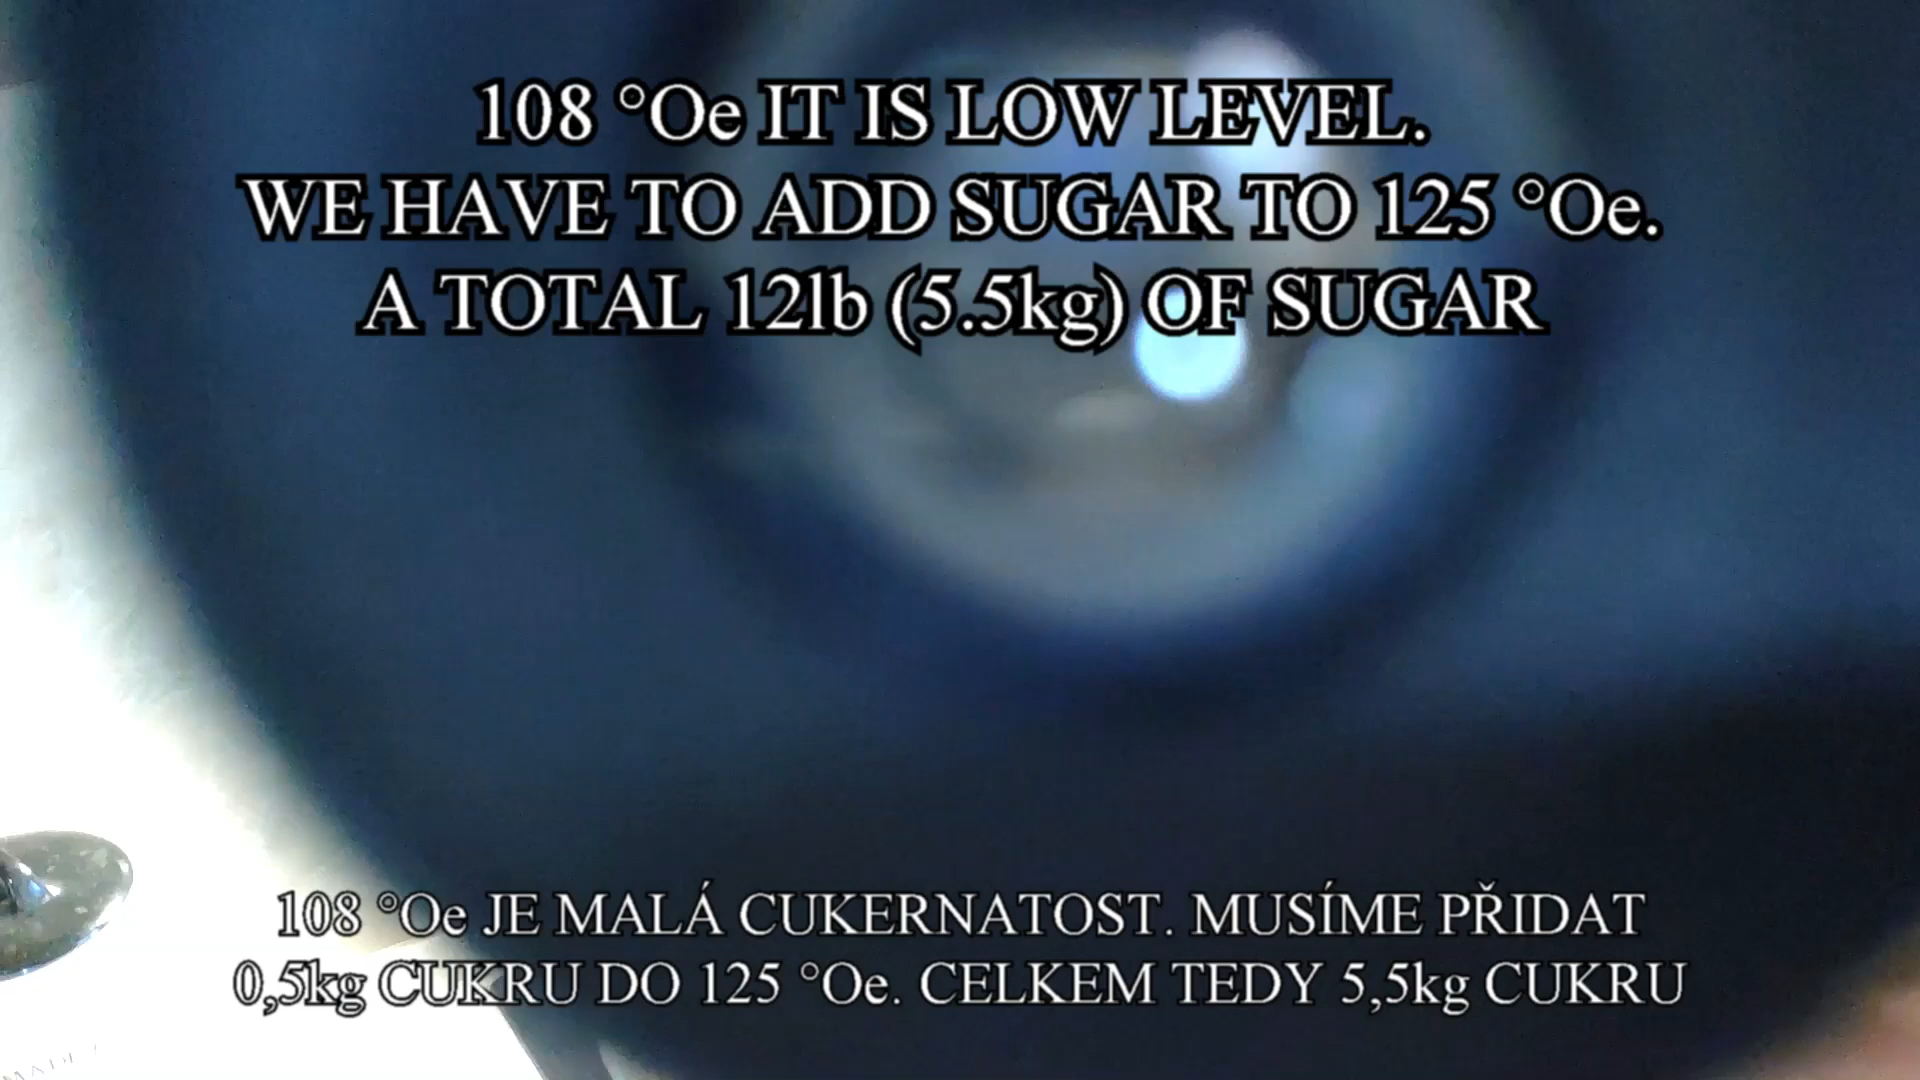 108 °Oe IT IS LOW LEVEL.
WE HAVE TO ADD SUGAR TO 125 °Oe.
A TOTAL 12lb (5.5kg) OF SUGAR
108 °Oe JE MALÁ CUKERNATOST. MUSÍME PŘIDAT
0,5kg CUKRU DO 125 °Oe. CELKEM TEDY 5,5kg CUKRU